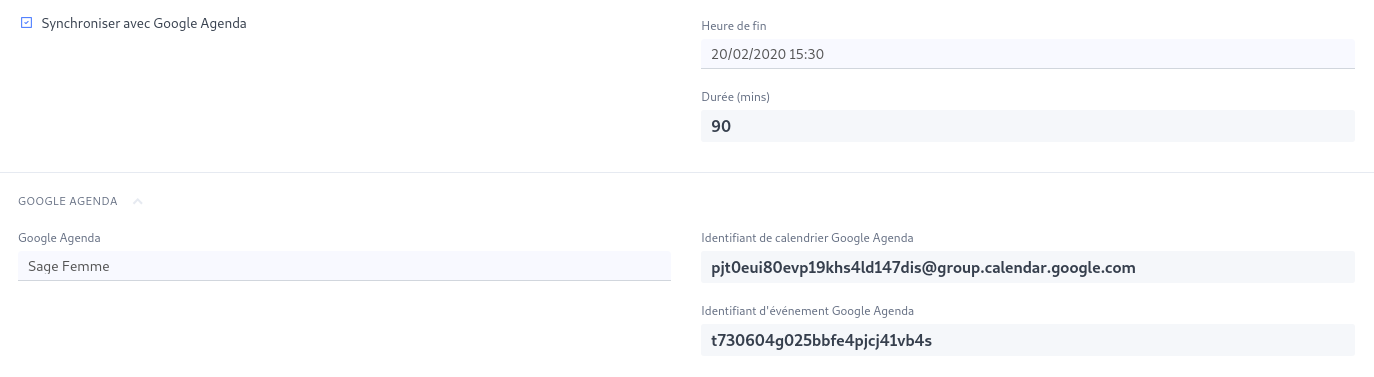 Synchroniser avec Google Agenda
Heure de fin
20/02/2020 15:30
Durée (mins)
90
GOOGLE AGENDA
Google Agenda
Sage Femme
Identifiant de calendrier Google Agenda
pjt0eui80evp19khs4ld147dis@group.calendar.google.com
Identifiant d'événement Google Agenda
t730604g025bbfe4pjcj41vb4s